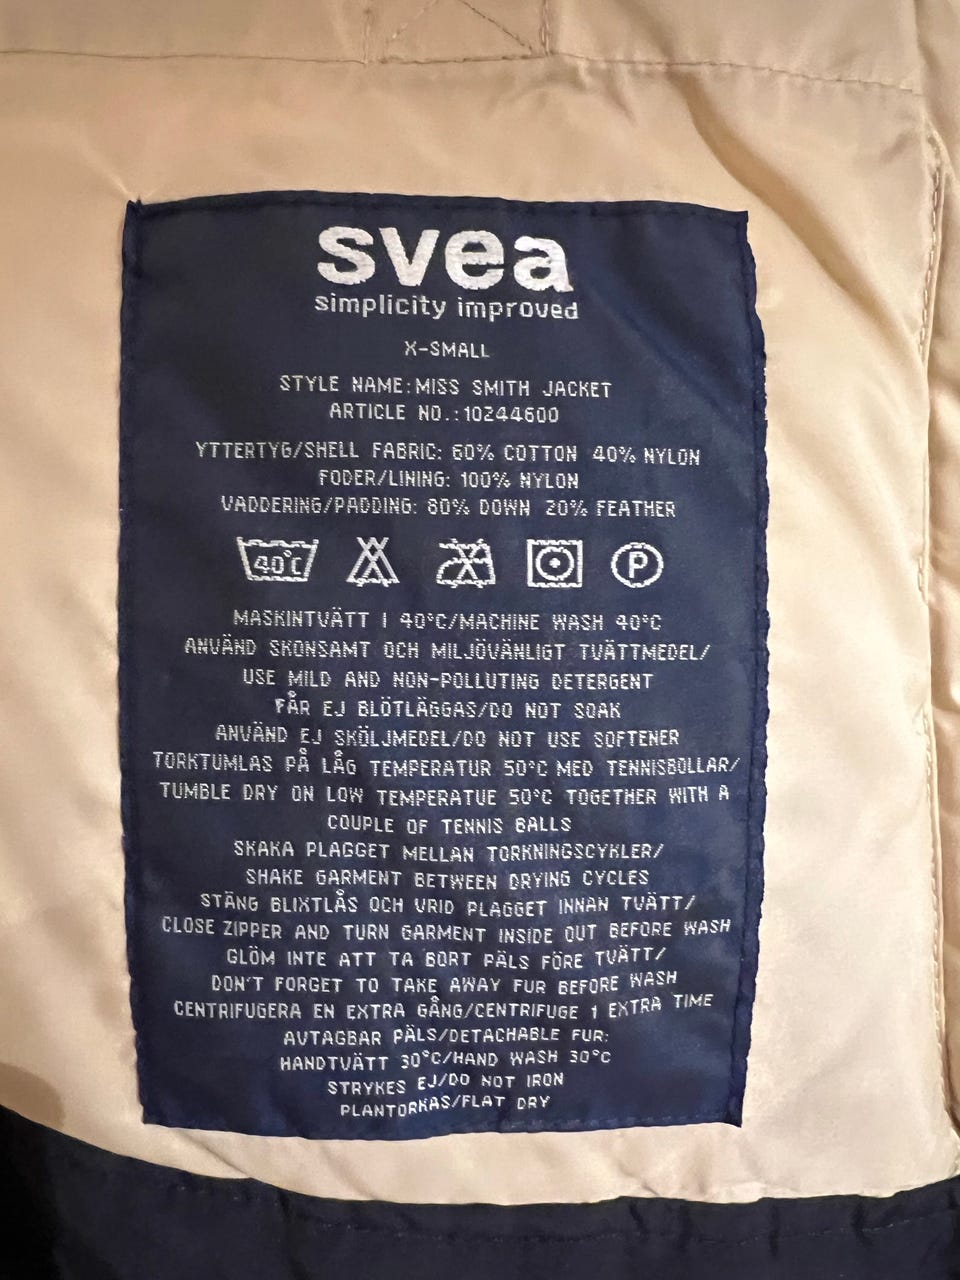 svea
simplicity improved
X-SMALL
STYLE NAME:MISS SMITH JACKET
ARTICLE NO.:10244600
YTTERTYG/SHELL FABRIC: 60% COTTON 40% NYLON
FODER/LINING: 100% NYLON
VADDERING/PADDING: 80% DOWN 20% FEATHER
40°C P
MASKINTVÄTT I 40°C/MACHINE WASH 40°C
ANVÄND SKONSAMT OCH MILJÖVÄNLIGT TVÄTTMEDEL/
USE MILD AND NON-POLLUTING DETERGENT
FÅR EJ BLÖTLÄGGAS/DO NOT SOAK
ANVÄND EJ SKÖLJMEDEL/DO NOT USE SOFTENER
TORKTUMLAS PÅ LÅG TEMPERATUR 50°C MED TENNISBOLLAR/
TUMBLE DRY ON LOW TEMPERATUE 50°C TOGETHER WITH A
COUPLE OF TENNIS BALLS
SKAKA PLAGGET MELLAN TORKNINGSCYKLER/
SHAKE GARMENT BETWEEN DRYING CYCLES
STÄNG BLIXTLÅS OCH VRID PLAGGET INNAN TVÄTT/
CLOSE ZIPPER AND TURN GARMENT INSIDE OUT BEFORE WASH
GLÖM INTE ATT TA BORT PÄLS FÖRE TVÄTT/
DON'T FORGET TO TAKE AWAY FUR BEFORE WASH
CENTRIFUGERA EN EXTRA GÅNG/CENTRIFUGE 1 EXTRA TIME
AVTAGBAR PÄLS/DETACHABLE FUR:
HANDTVÄTT 30°C/HAND WASH 30°C
STRYKES EJ/DO NOT IRON
PLANTORKAS/FLAT DRY